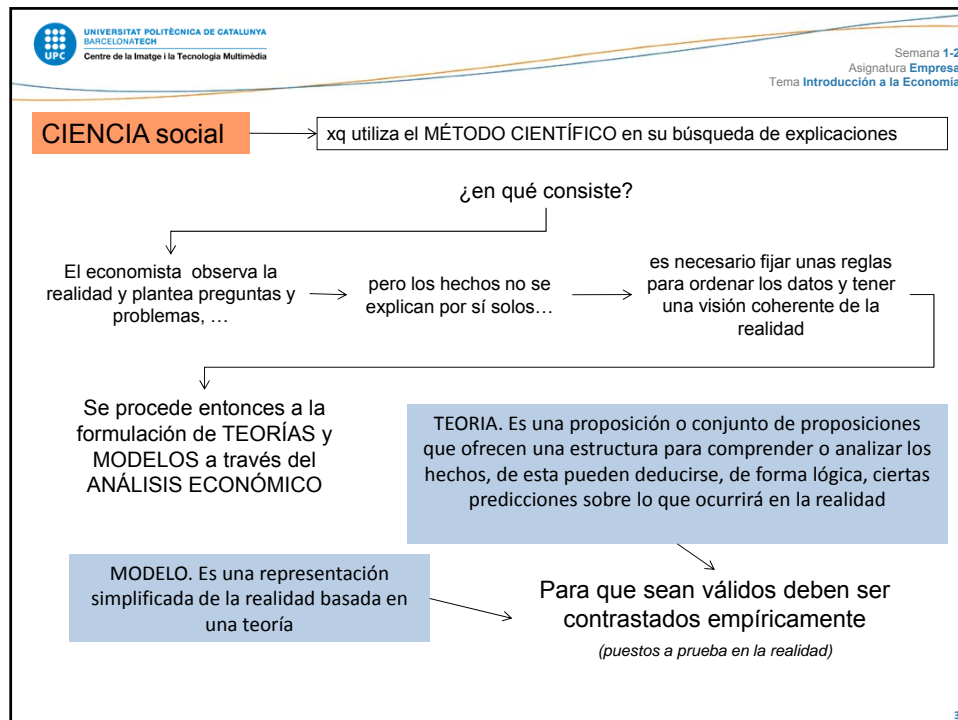 UNIVERSITAT POLITÈCNICA DE CATALUNYA
BARCELONATECH
Centre de la Imatge i la Tecnologia Multimèdia
UPC
Semana 1-2
Asignatura Empresa
Tema Introducción a la Economía
CIENCIA social
xq utiliza el MÉTODO CIENTÍFICO en su búsqueda de explicaciones
¿en qué consiste?
El economista observa la
realidad y plantea preguntas y
problemas, …
pero los hechos no se
explican por sí solos…
es necesario fijar unas reglas
para ordenar los datos y tener
una visión coherente de la
realidad
Se procede entonces a la
formulación de TEORÍAS y
MODELOS a través del
ANÁLISIS ECONÓMICO
TEORIA. Es una proposición o conjunto de proposiciones
que ofrecen una estructura para comprender o analizar los
hechos, de esta pueden deducirse, de forma lógica, ciertas
predicciones sobre lo que ocurrirá en la realidad
MODELO. Es una representación
simplificada de la realidad basada en
una teoría
Para que sean válidos deben ser
contrastados empíricamente
(puestos a prueba en la realidad)
3